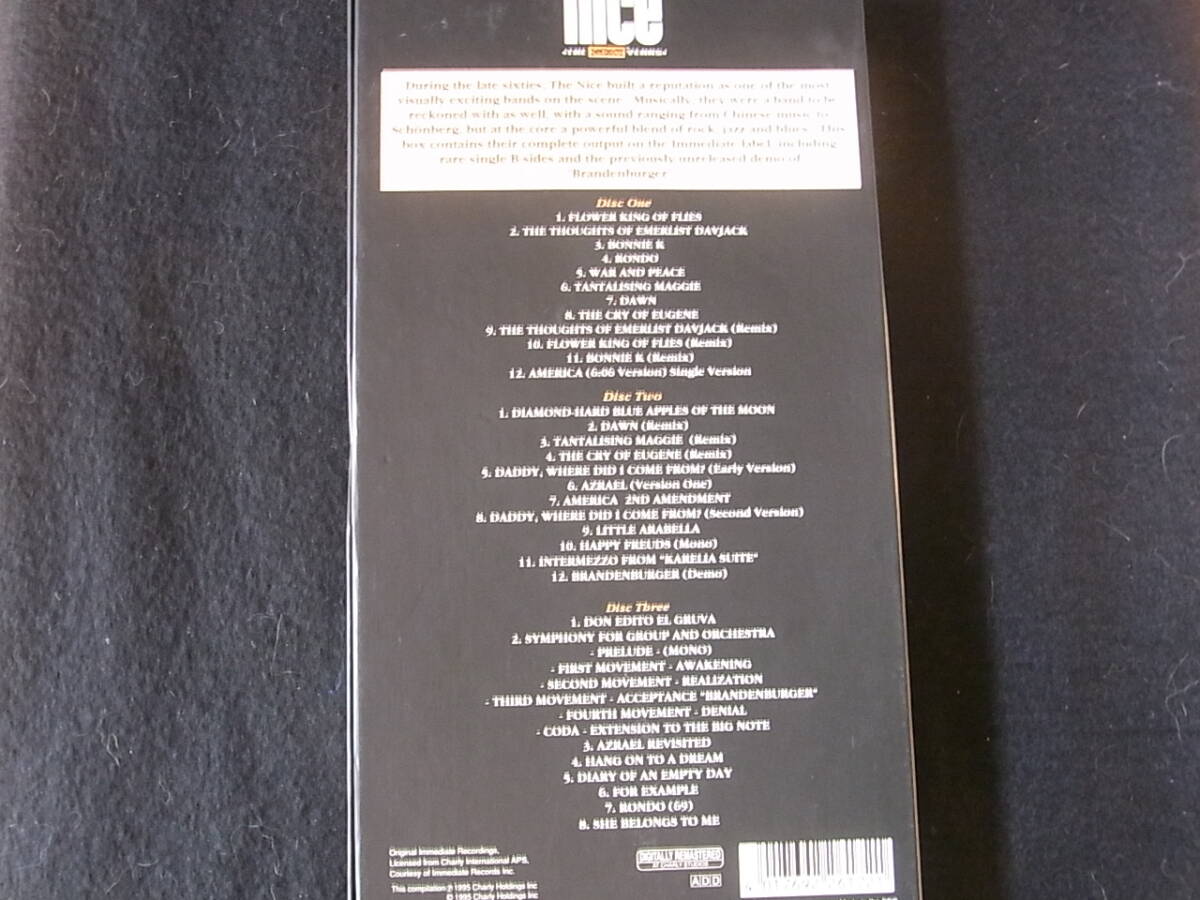 nice
THE IMMEDIATE YEARS
During the late sixties, The Nice built a reputation as one of the most
visually exciting bands on the scene. Musically, they were a band to be
reckoned with as well, with a sound ranging from Chinese music to
Schönberg, but at the core a powerful blend of rock, jazz and blues. This
box contains their complete output on the Immediate label, including
rare single B-sides and the previously unreleased demo of
Brandenburger
Disc One
1. FLOWER KING OF FLIES
2. THE THOUGHTS OF EMERLIST DAVJACK
3. BONNIE K
4. RONDO
5. WAR AND PEACE
6. TANTALISING MAGGIE
7. DAWN
8. THE CRY OF EUGENE
9. THE THOUGHTS OF EMERLIST DAVJACK (Remix)
10. FLOWER KING OF FLIES (Remix)
11. BONNIE K (Remix)
12. AMERICA (6:06 Version) Single Version
Disc Two
1. DIAMOND-HARD BLUE APPLES OF THE MOON
2. DAWN (Remix)
3. TANTALISING MAGGIE (Remix)
4. THE CRY OF EUGENE (Remix)
5. DADDY, WHERE DID I COME FROM? (Early Version)
6. AZRAEL (Version One)
7. AMERICA 2ND AMENDMENT
8. DADDY, WHERE DID I COME FROM? (Second Version)
9. LITTLE ARABELLA
10. HAPPY FREUDS (Mono)
11. INTERMEZZO FROM "KARELIA SUITE"
12. BRANDENBURGER (Demo)
Disc Three
1. DON EDITO EL GRUVA
2. SYMPHONY FOR GROUP AND ORCHESTRA
- PRELUDE - (MONO)
- FIRST MOVEMENT - AWAKENING
- SECOND MOVEMENT - REALIZATION
- THIRD MOVEMENT - ACCEPTANCE "BRANDENBURGER"
- FOURTH MOVEMENT - DENIAL
- CODA - EXTENSION TO THE BIG NOTE
3. AZRAEL REVISITED
4. HANG ON TO A DREAM
5. DIARY OF AN EMPTY DAY
6. FOR EXAMPLE
7. RONDO (69)
8. SHE BELONGS TO ME
Original Immediate Recordings,
Licensed from Charly International APS,
Courtesy of Immediate Records Inc.
This compilation ℗ 1995 Charly Holdings Inc
© 1995 Charly Holdings Inc
DIGITALLY REMASTERED
AT CHARLY STUDIOS
ADD